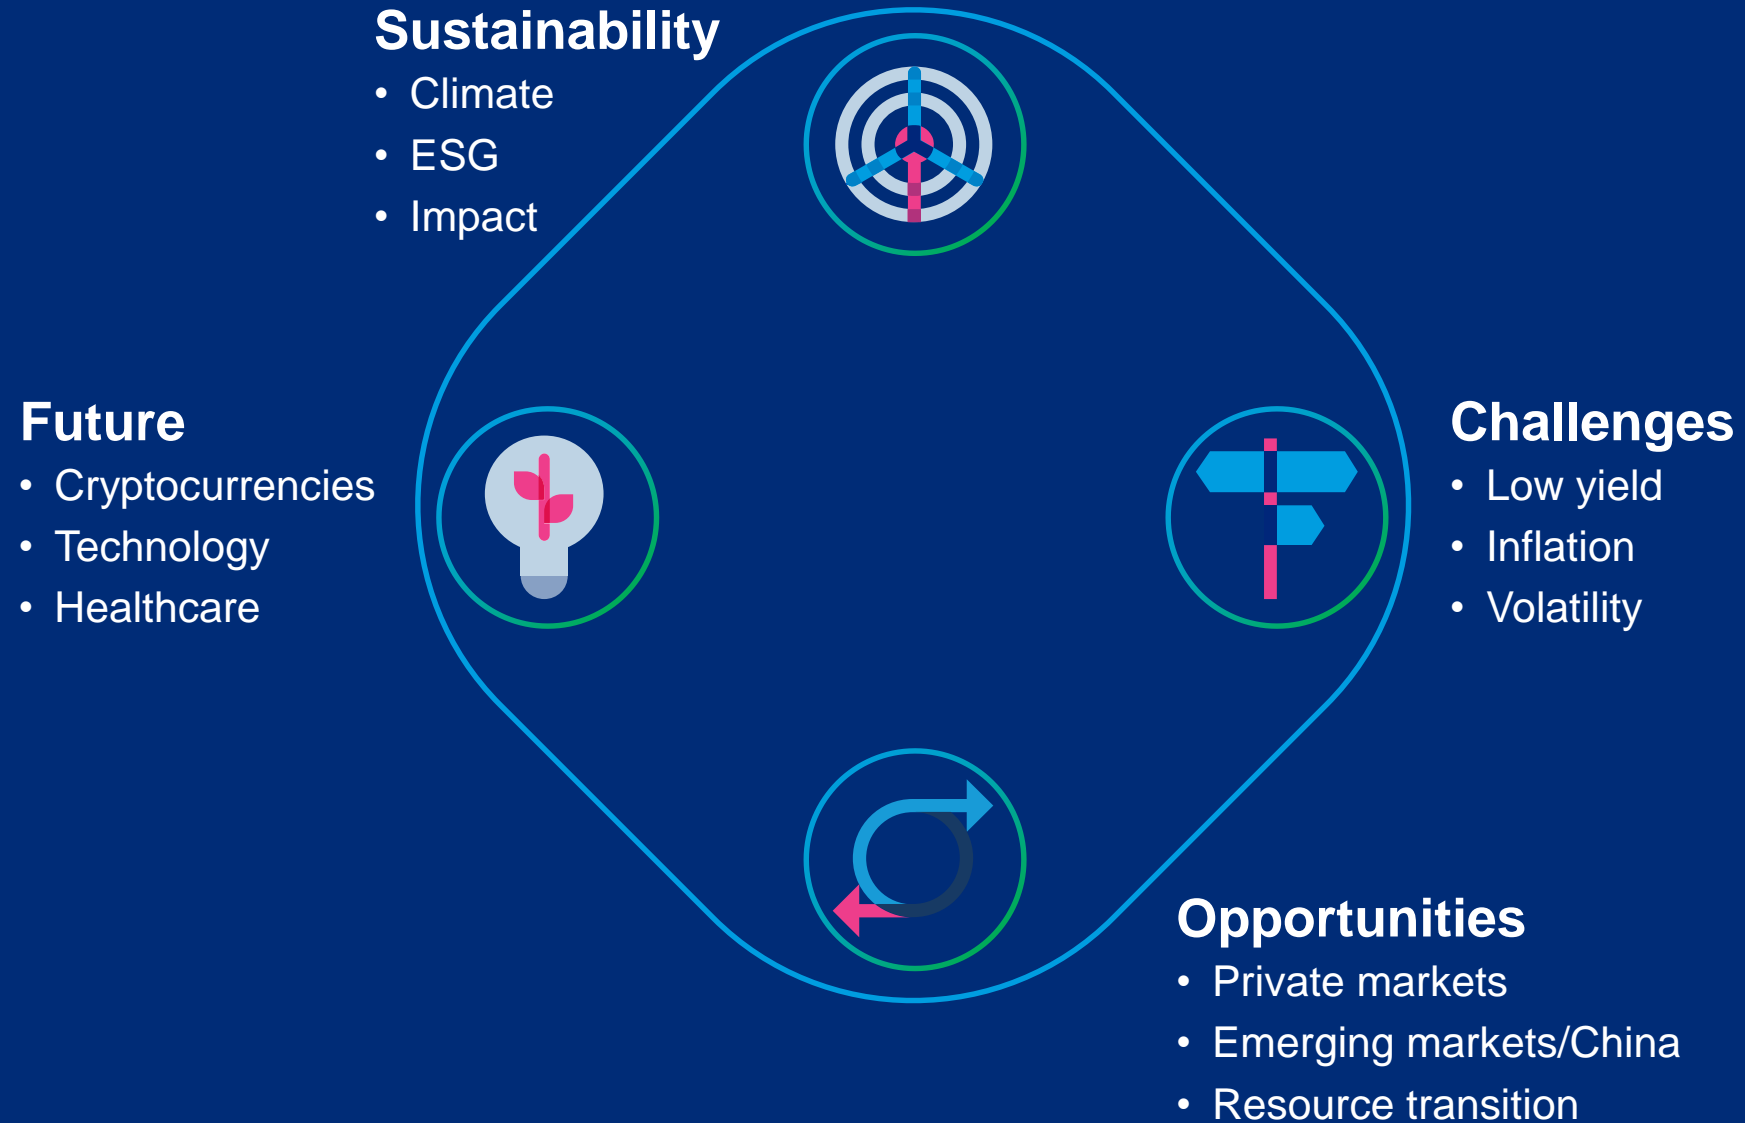 Sustainability
• Climate
• ESG
• Impact
Future
• Cryptocurrencies
• Technology
• Healthcare
Challenges
• Low yield
• Inflation
• Volatility
Opportunities
• Private markets
• Emerging markets/China
• Resource transition